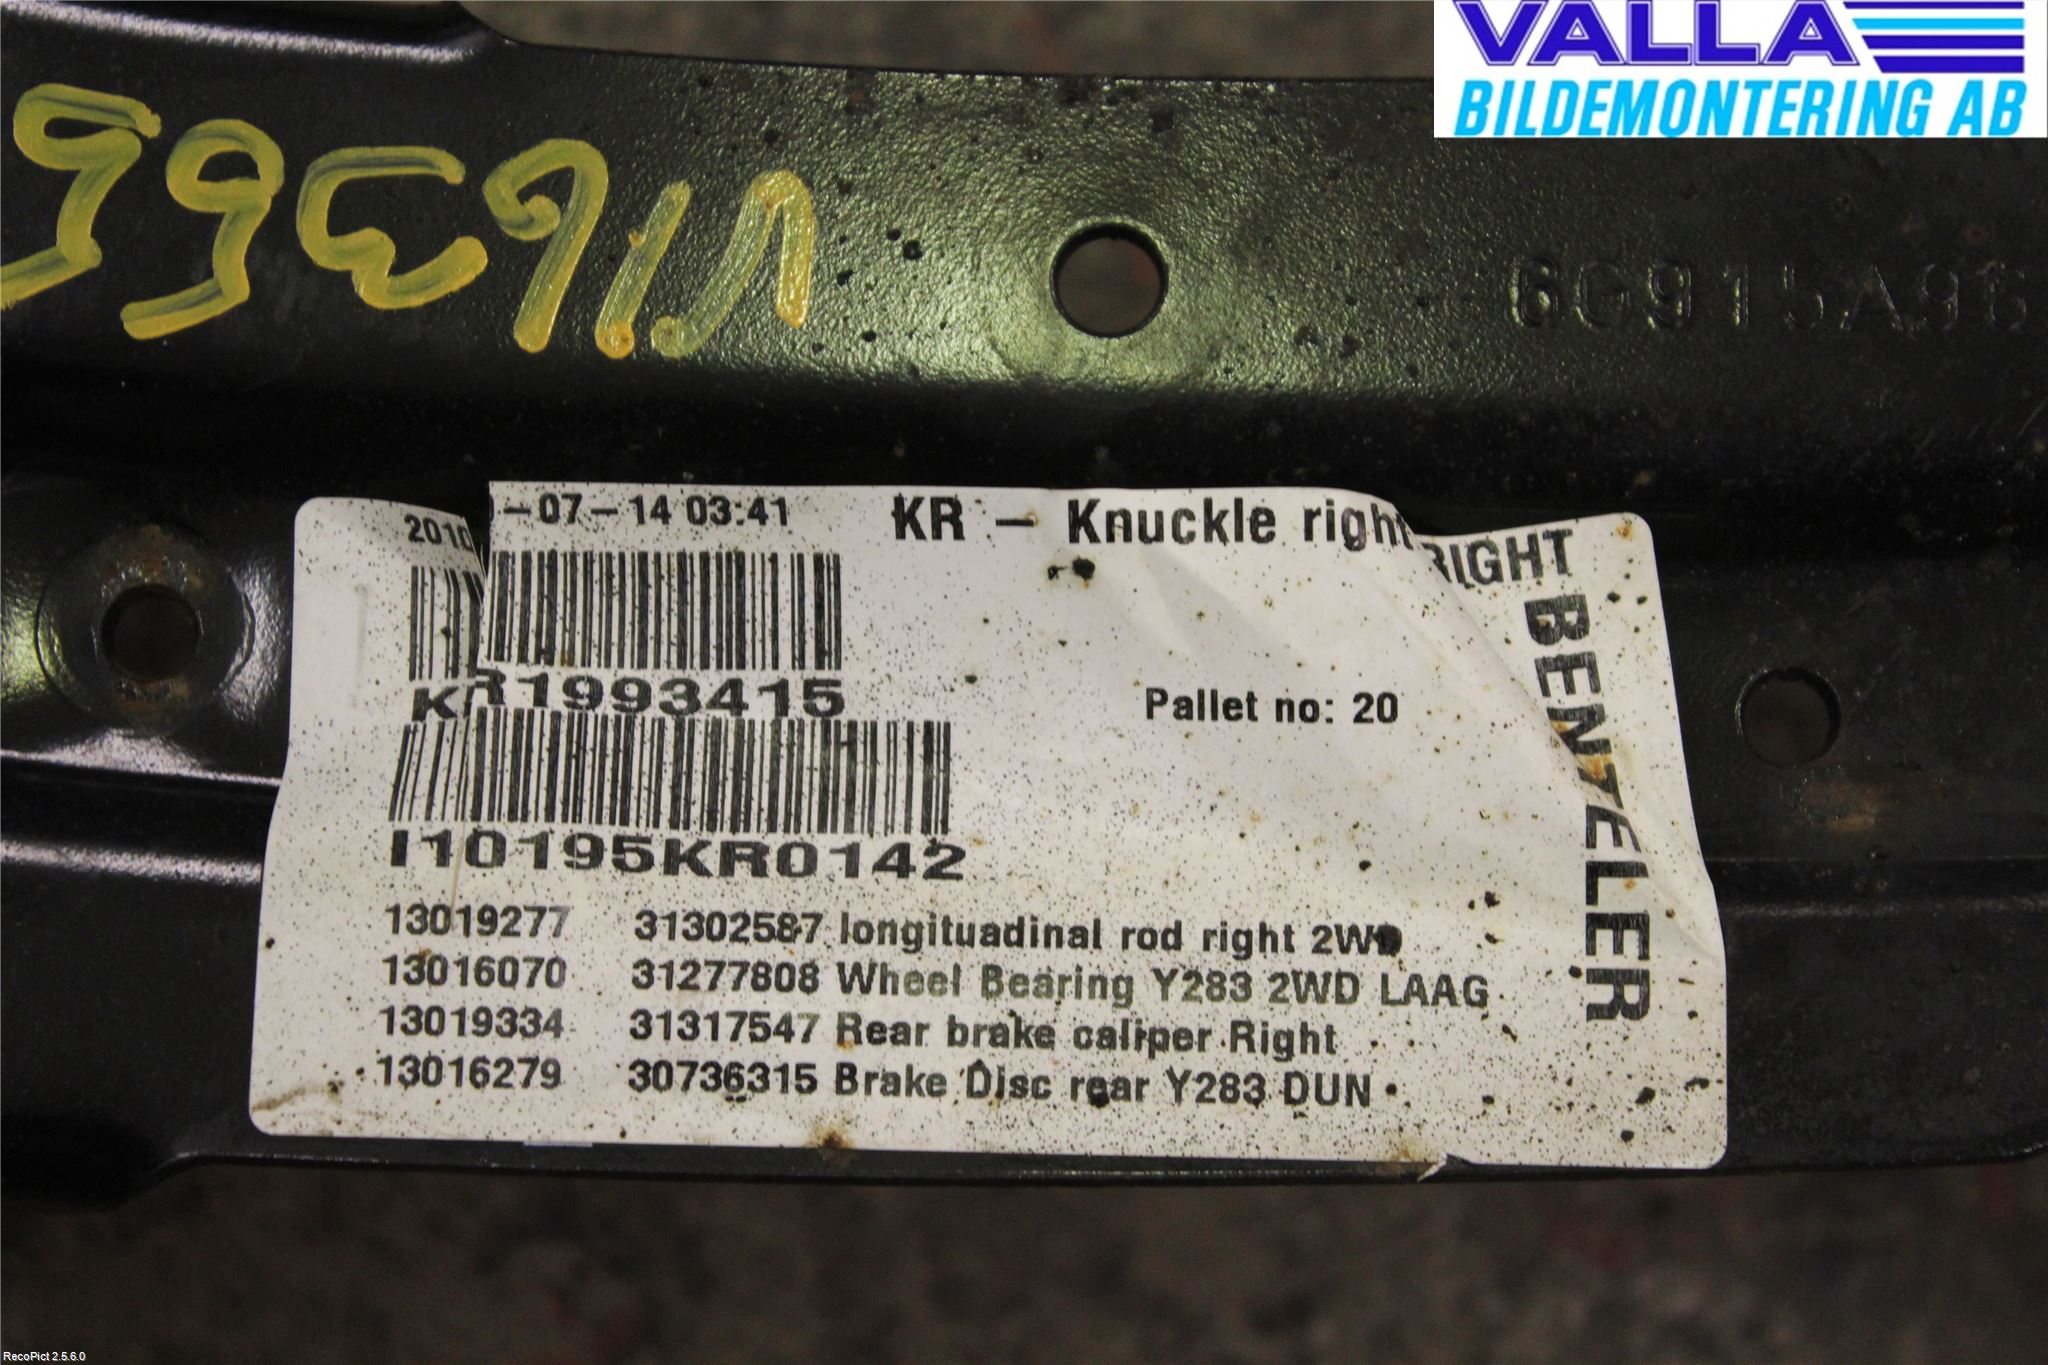 VALLA
BILDEMONTERING AB
6G915A96
2010-07-14 03:41
KR - Knuckle right
RIGHT
BENTELER
KR1993415
Pallet no: 20
I10195KR0142
13019277 31302587 longituadinal rod right 2WD
13016070 31277808 Wheel Bearing Y283 2WD LAAG
13019334 31317547 Rear brake caliper Right
13016279 30736315 Brake Disc rear Y283 DUN
RecoPict 2.5.6.0